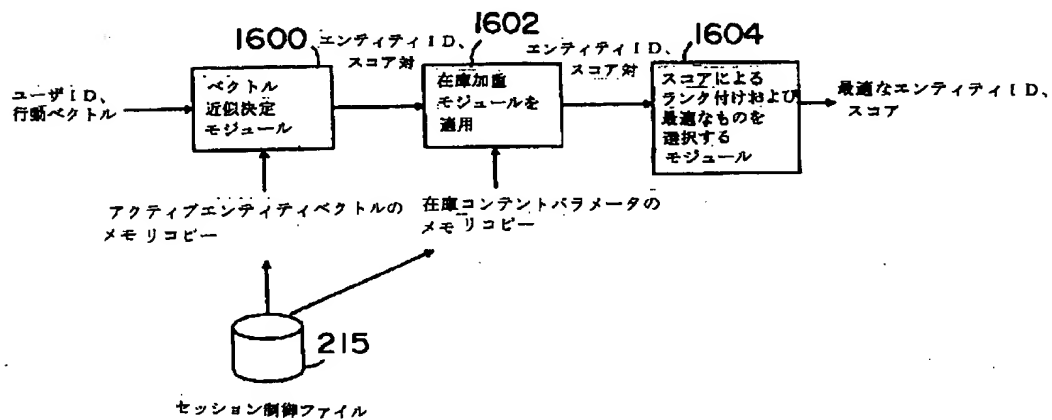 1600
エンティティID、
スコア対
1602
エンティティID、
スコア対
1604
ユーザID、
行動ベクトル
ベクトル
近似決定
モジュール
在庫加重
モジュールを
適用
スコアによる
ランク付けおよび
最適なものを
選択する
モジュール
最適なエンティティID、
スコア
アクティブエンティティベクトルの
メモリコピー
在庫コンテントパラメータの
メモリコピー
215
セッション制御ファイル